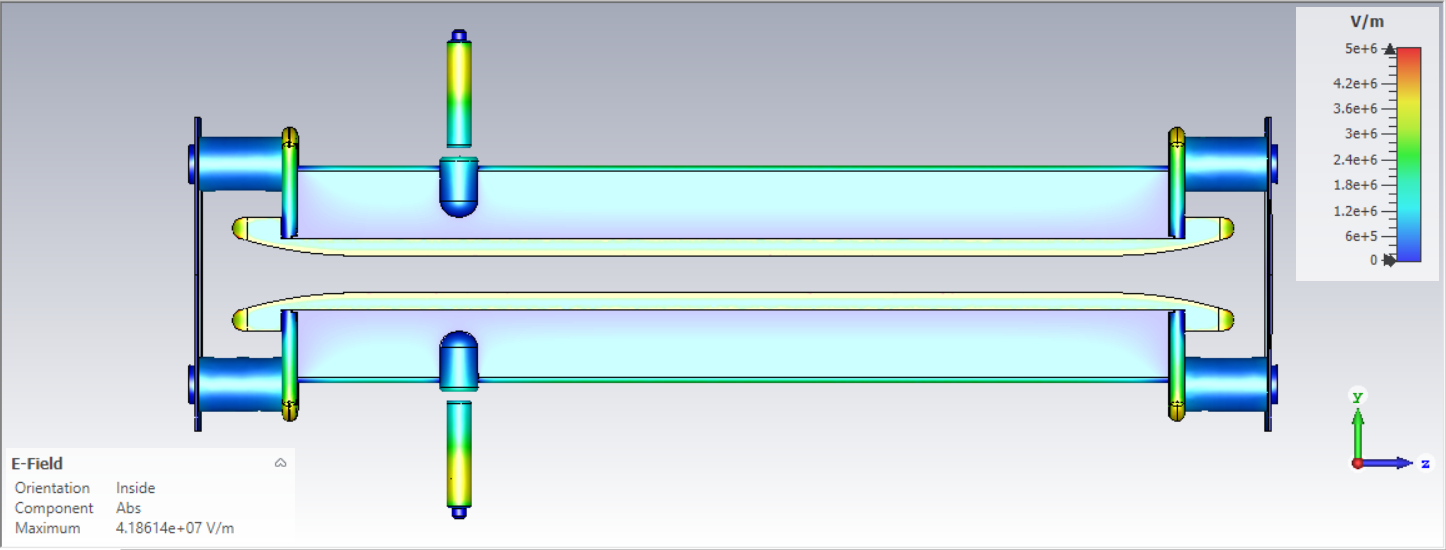 V/m
5e+6
4.2e+6
3.6e+6
3e+6
2.4e+6
1.8e+6
1.2e+6
6e+5
0
y
z
E-Field
Orientation Inside
Component Abs
Maximum 4.18614e+07 V/m